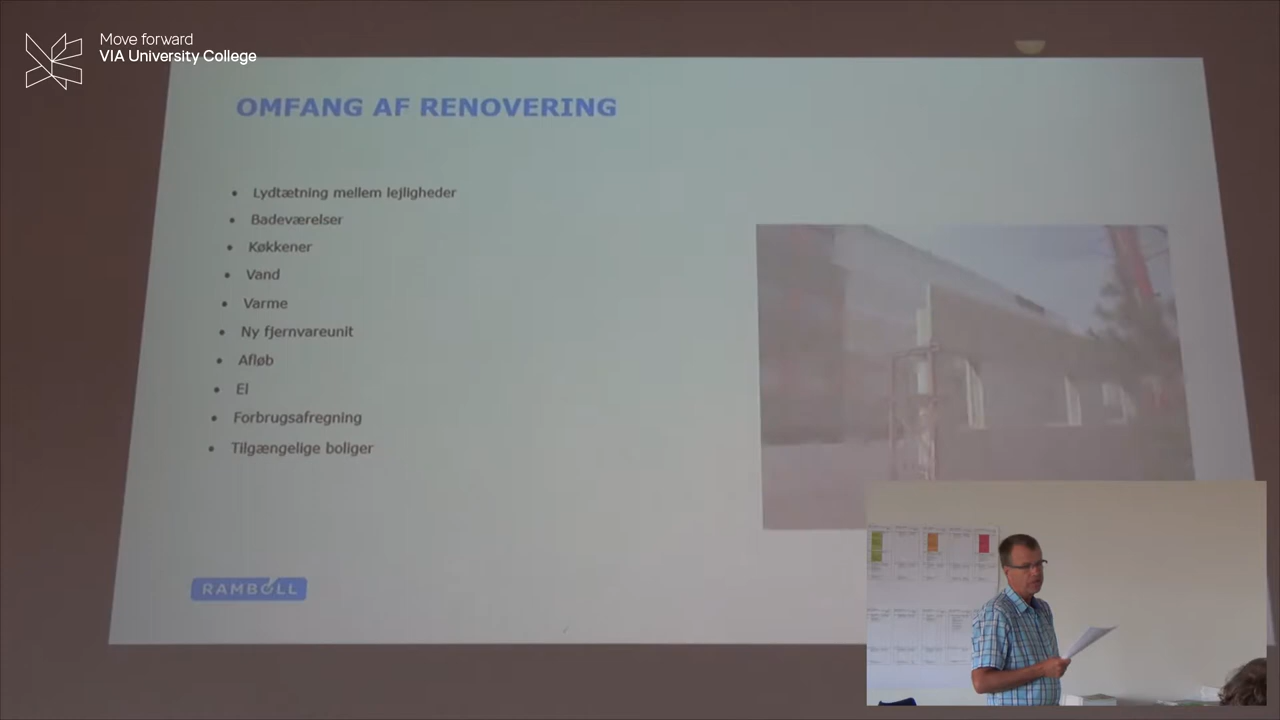 Move forward
VIA University College
OMFANG AF RENOVERING
• Lydtætning mellem lejligheder
• Badeværelser
• Køkkener
• Vand
• Varme
• Ny fjernvareunit
• Afløb
• El
• Forbrugsafregning
• Tilgængelige boliger
RAMBOLL